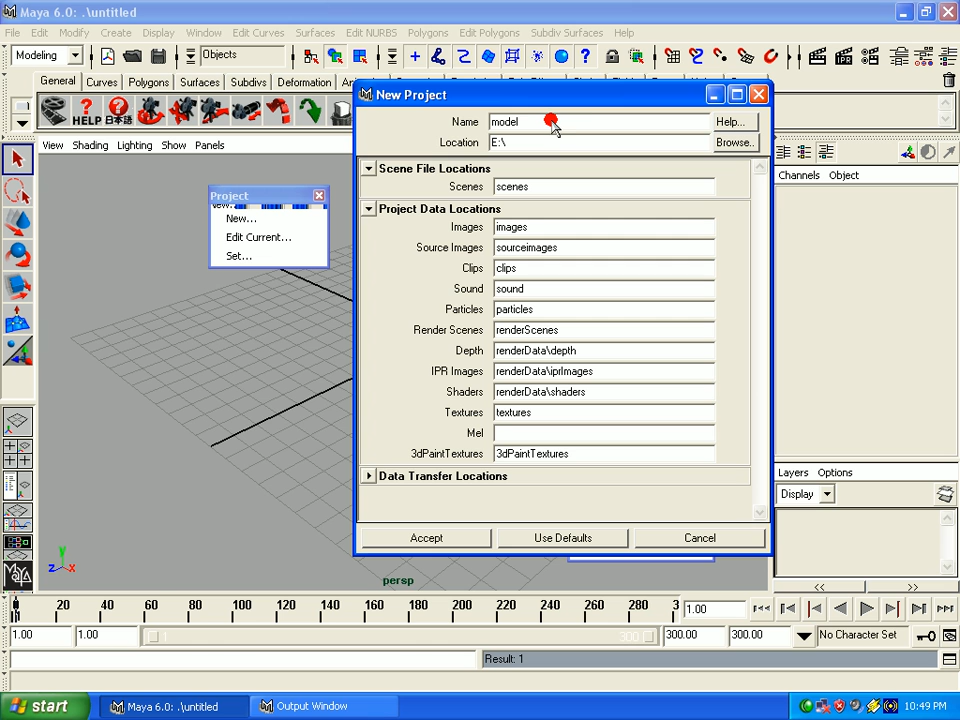 Maya 6.0: .\untitled
File Edit Modify Create Display Window Edit Curves Surfaces Edit NURBS Polygons Edit Polygons Subdiv Surfaces Help
Modeling Objects
General Curves Polygons Surfaces Subdivs Deformation
HELP 日本語
View Shading Lighting Show Panels
Project
New...
Edit Current...
Set...
New Project
Name model Help...
Location E:\ Browse..
Scene File Locations
Scenes scenes
Project Data Locations
Images images
Source Images sourceimages
Clips clips
Sound sound
Particles particles
Render Scenes renderScenes
Depth renderData\depth
IPR Images renderData\iprImages
Shaders renderData\shaders
Textures textures
Mel
3dPaintTextures 3dPaintTextures
Data Transfer Locations
Accept Use Defaults Cancel
Channels Object
Layers Options
Display
<< >>
y
z x
persp
MAYA
20 40 60 80 100 120 140 160 180 200 220 240 260 280 3
1.00
1.00 1.00 1 300 300.00 300.00 No Character Set
Result: 1
start Maya 6.0: .\untitled Output Window 10:49 PM